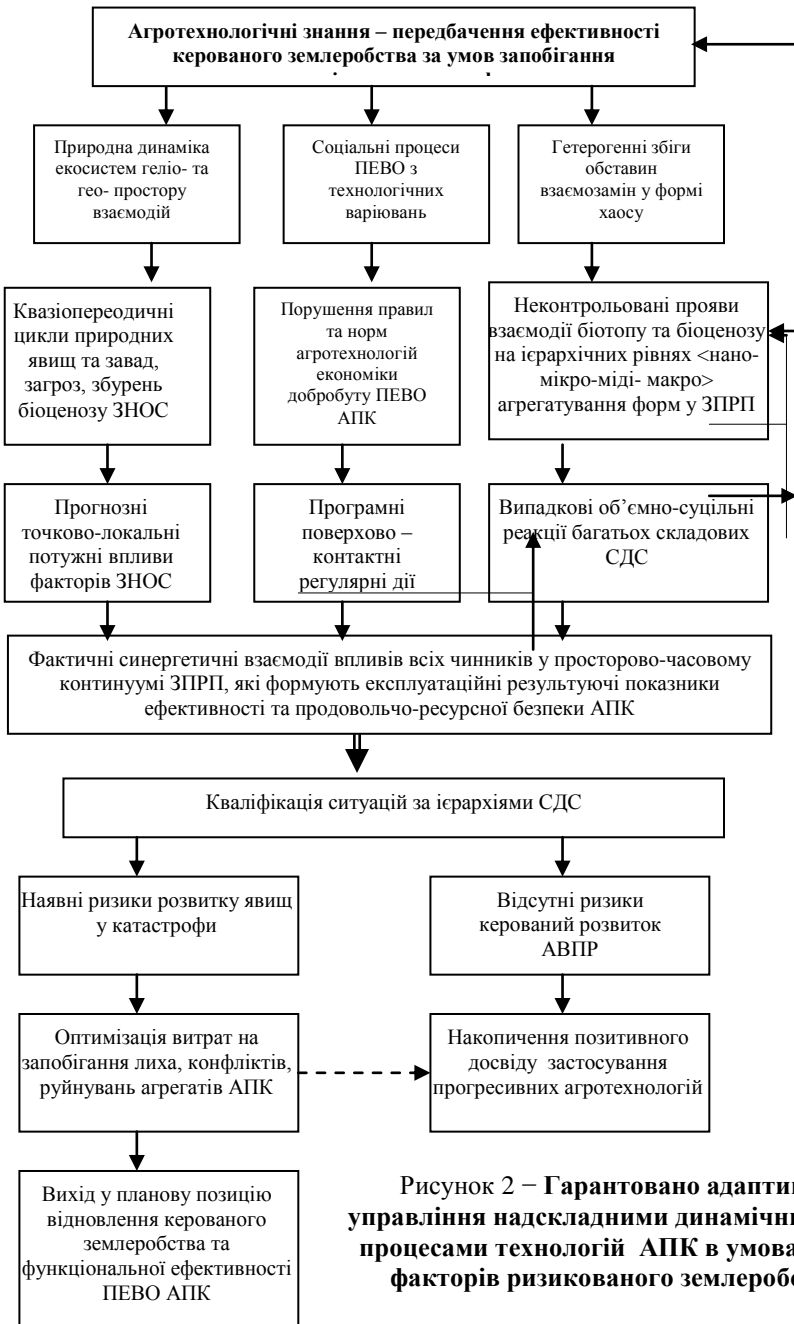 Агротехнологічні знання – передбачення ефективності
керованого землеробства за умов запобігання
Природна динаміка
екосистем геліо- та
гео- простору
взаємодій
Соціальні процеси
ПЕВО з
технологічних
варіювань
Гетерогенні збіги
обставин
взаємозамін у формі
хаосу
Квазіопереодичні
цикли природних
явищ та завад,
загроз, збурень
біоценозу ЗНОС
Порушення правил
та норм
агротехнологій
економіки
добробуту ПЕВО
АПК
Неконтрольовані прояви
взаємодії біотопу та біоценозу
на ієрархічних рівнях <нано-
мікро-міді- макро>
агрегатування форм у ЗПРП
Прогнозні
точково-локальні
потужні впливи
факторів ЗНОС
Програмні
поверхово –
контактні
регулярні дії
Випадкові об’ємно-суцільні
реакції багатьох складових
СДС
Фактичні синергетичні взаємодії впливів всіх чинників у просторово-часовому
континуумі ЗПРП, які формують експлуатаційні результуючі показники
ефективності та продовольчо-ресурсної безпеки АПК
Кваліфікація ситуацій за ієрархіями СДС
Наявні ризики розвитку явищ
у катастрофи
Відсутні ризики
керований розвиток
АВПР
Оптимізація витрат на
запобігання лиха, конфліктів,
руйнувань агрегатів АПК
Накопичення позитивного
досвіду застосування
прогресивних агротехнологій
Вихід у планову позицію
відновлення керованого
землеробства та
функціональної ефективності
ПЕВО АПК
Рисунок 2 − Гарантовано адапти
управління надскладними динамічн
процесами технологій АПК в умова
факторів ризикованого землероб